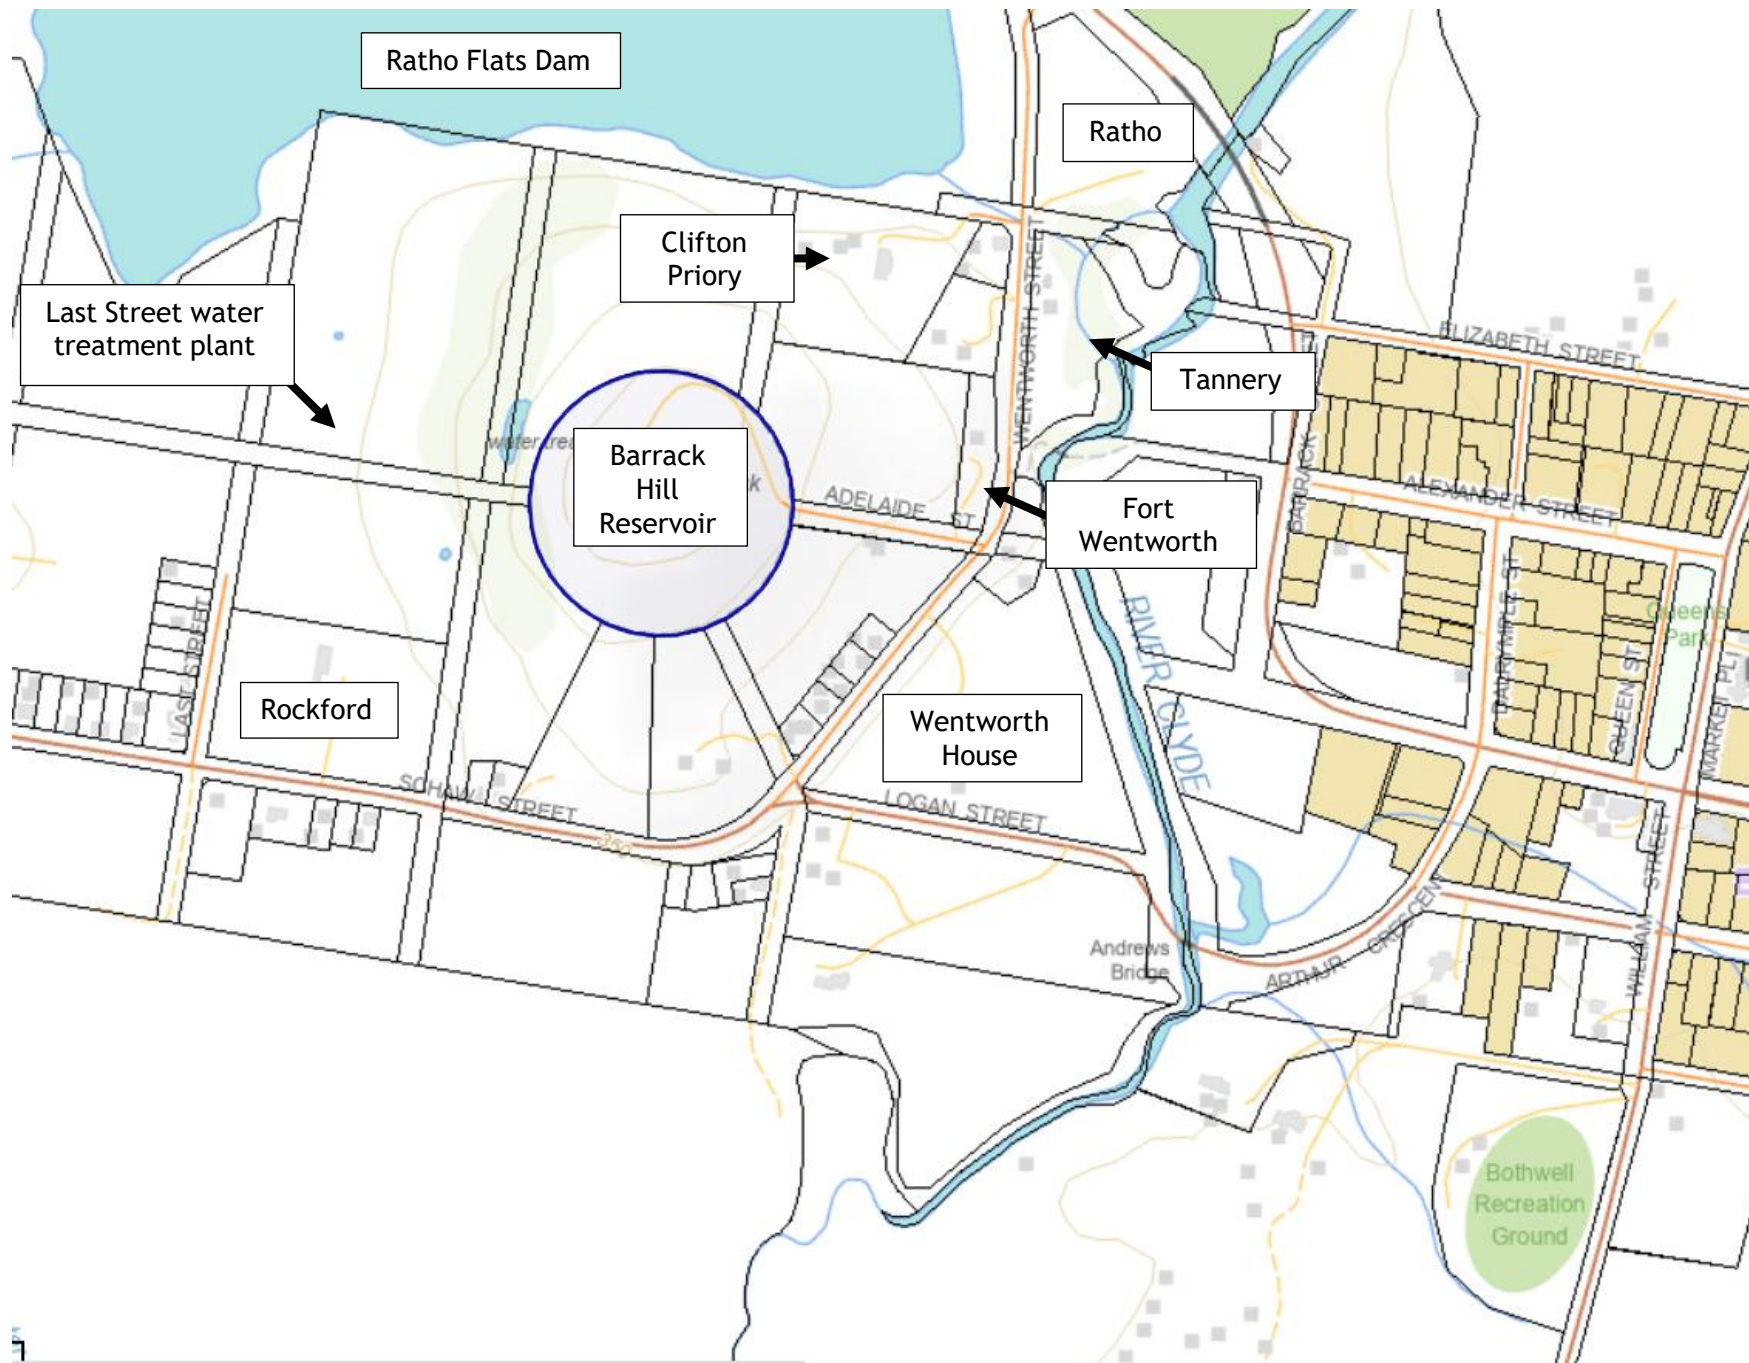 Ratho Flats Dam
Ratho
Clifton
Priory
Last Street water
treatment plant
WENTWORTH STREET
Tannery
ELIZABETH STREET
Barrack
Hill
Reservoir
water
ADELAIDE ST
Fort
Wentworth
BARRACK
ALEXANDER STREET
DALRYMPLE ST
Queens
Park
QUEEN ST
MARKET PL
RIVER CLYDE
LAST STREET
Rockford
Wentworth
House
SCHAW STREET
350
LOGAN STREET
WILLIAM STREET
Andrews
Bridge
ARTHUR CRESCENT
Bothwell
Recreation
Ground